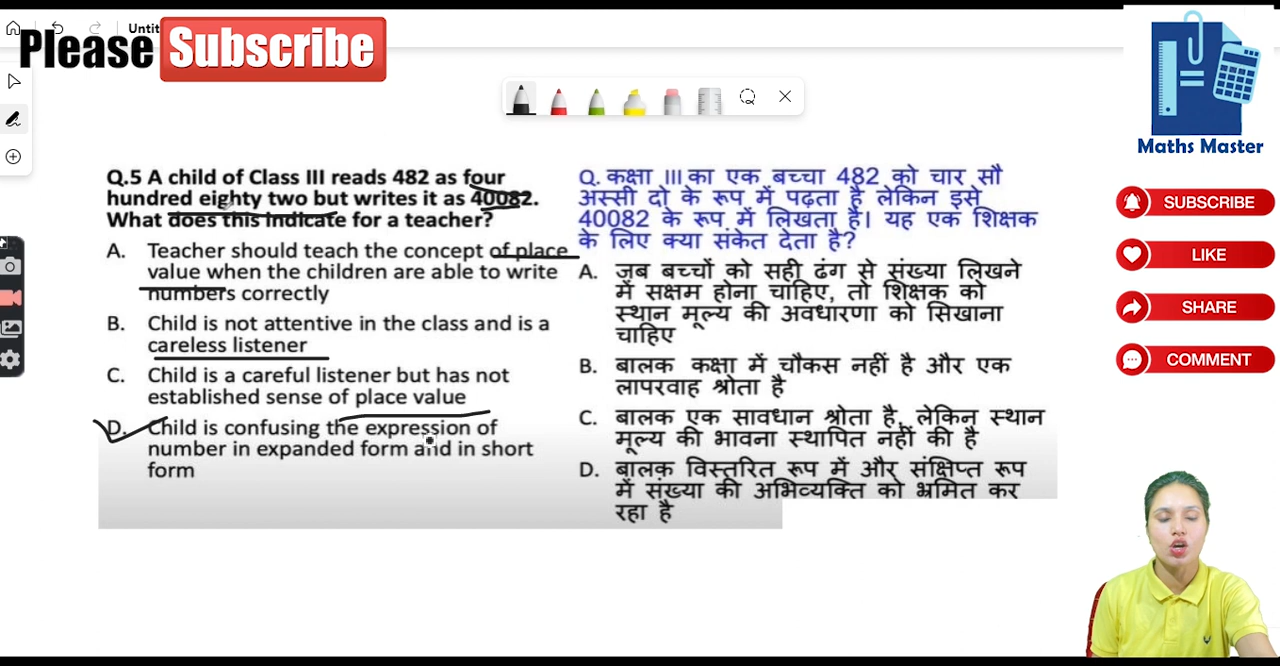 Untit
Please Subscribe
Maths Master
Q.5 A child of Class III reads 482 as four
hundred eighty two but writes it as 40082.
What does this indicate for a teacher?
A. Teacher should teach the concept of place
value when the children are able to write
numbers correctly
B. Child is not attentive in the class and is a
careless listener
C. Child is a careful listener but has not
established sense of place value
D. Child is confusing the expression of
number in expanded form and in short
form
Q. कक्षा III का एक बच्चा 482 को चार सौ
अस्सी दो के रूप में पढ़ता है लेकिन इसे
40082 के रूप में लिखता है। यह एक शिक्षक
के लिए क्या संकेत देता है?
A. जब बच्चों को सही ढंग से संख्या लिखने
में सक्षम होना चाहिए, तो शिक्षक को
स्थान मूल्य की अवधारणा को सिखाना
चाहिए
B. बालक कक्षा में चौकस नहीं है और एक
लापरवाह श्रोता है
C. बालक एक सावधान श्रोता है, लेकिन स्थान
मूल्य की भावना स्थापित नहीं की है
D. बालक विस्तरित रूप में और संक्षिप्त रूप
में संख्या की अभिव्यक्ति को भ्रमित कर
रहा है
SUBSCRIBE
LIKE
SHARE
COMMENT